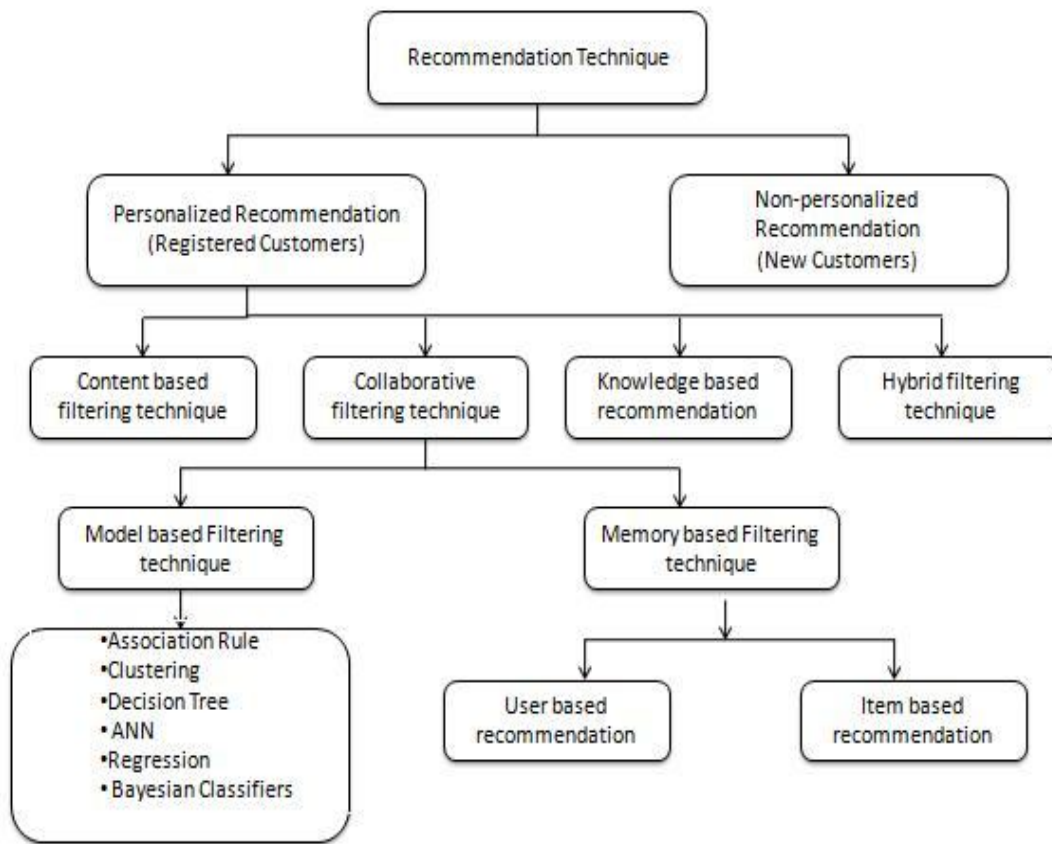 Recommendation Technique
Personalized Recommendation
(Registered Customers)
Non-personalized
Recommendation
(New Customers)
Content based
filtering technique
Collaborative
filtering technique
Knowledge based
recommendation
Hybrid filtering
technique
Model based Filtering
technique
Memory based Filtering
technique
•Association Rule
•Clustering
•Decision Tree
• ANN
•Regression
• Bayesian Classifiers
User based
recommendation
Item based
recommendation